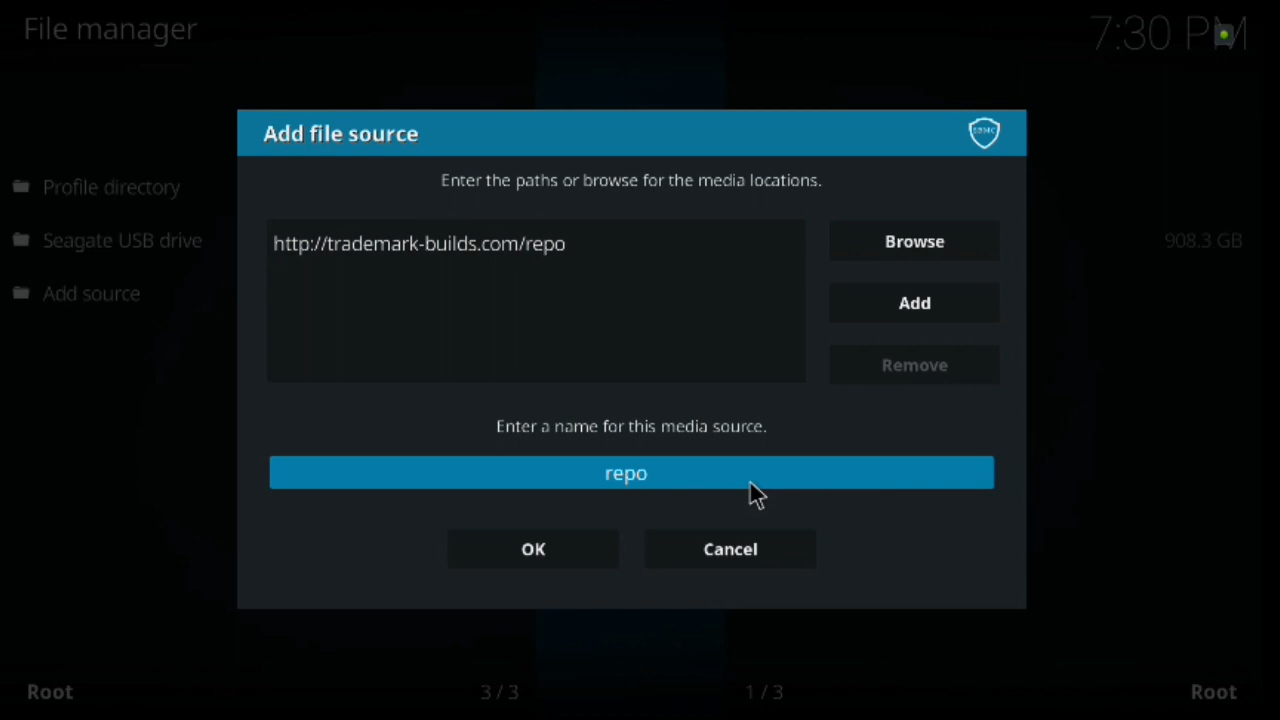 File manager
7:30 PM
Add file source
Enter the paths or browse for the media locations.
Profile directory
http://trademark-builds.com/repo
Browse
Seagate USB drive
908.3 GB
Add source
Add
Remove
Enter a name for this media source.
repo
OK
Cancel
Root
3 / 3
1 / 3
Root